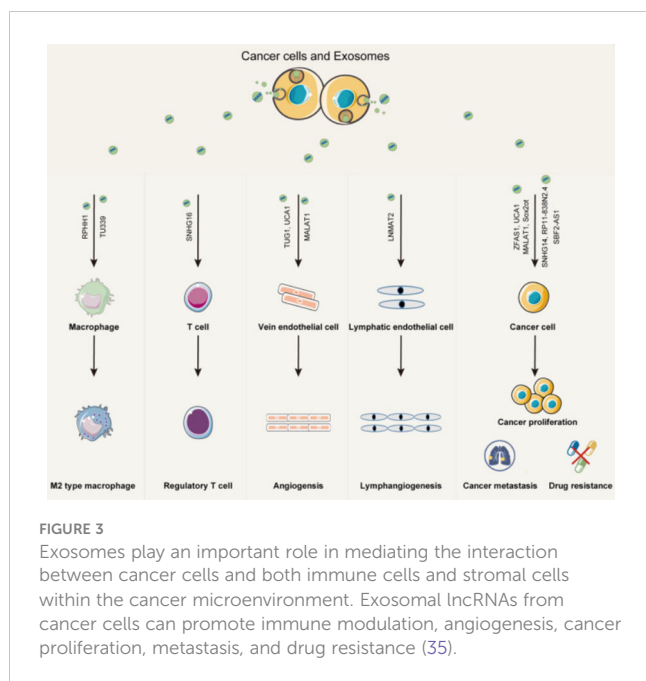 Cancer cells and Exosomes
RPHH1
TU339
SNHG16
TUG1, UCA1
MALAT1
LNMAT2
ZFAS1, UCA1
MALAT1, Sox2ot
SNHG14, RP11-838N2.4
SBF2-AS1
Macrophage
T cell
Vein endothelial cell
Lymphatic endothelial cell
Cancer cell
Cancer proliferation
M2 type macrophage
Regulatory T cell
Angiogensis
Lymphangiogenesis
Cancer metastasis
Drug resistance
FIGURE 3
Exosomes play an important role in mediating the interaction
between cancer cells and both immune cells and stromal cells
within the cancer microenvironment. Exosomal lncRNAs from
cancer cells can promote immune modulation, angiogenesis, cancer
proliferation, metastasis, and drug resistance (35).